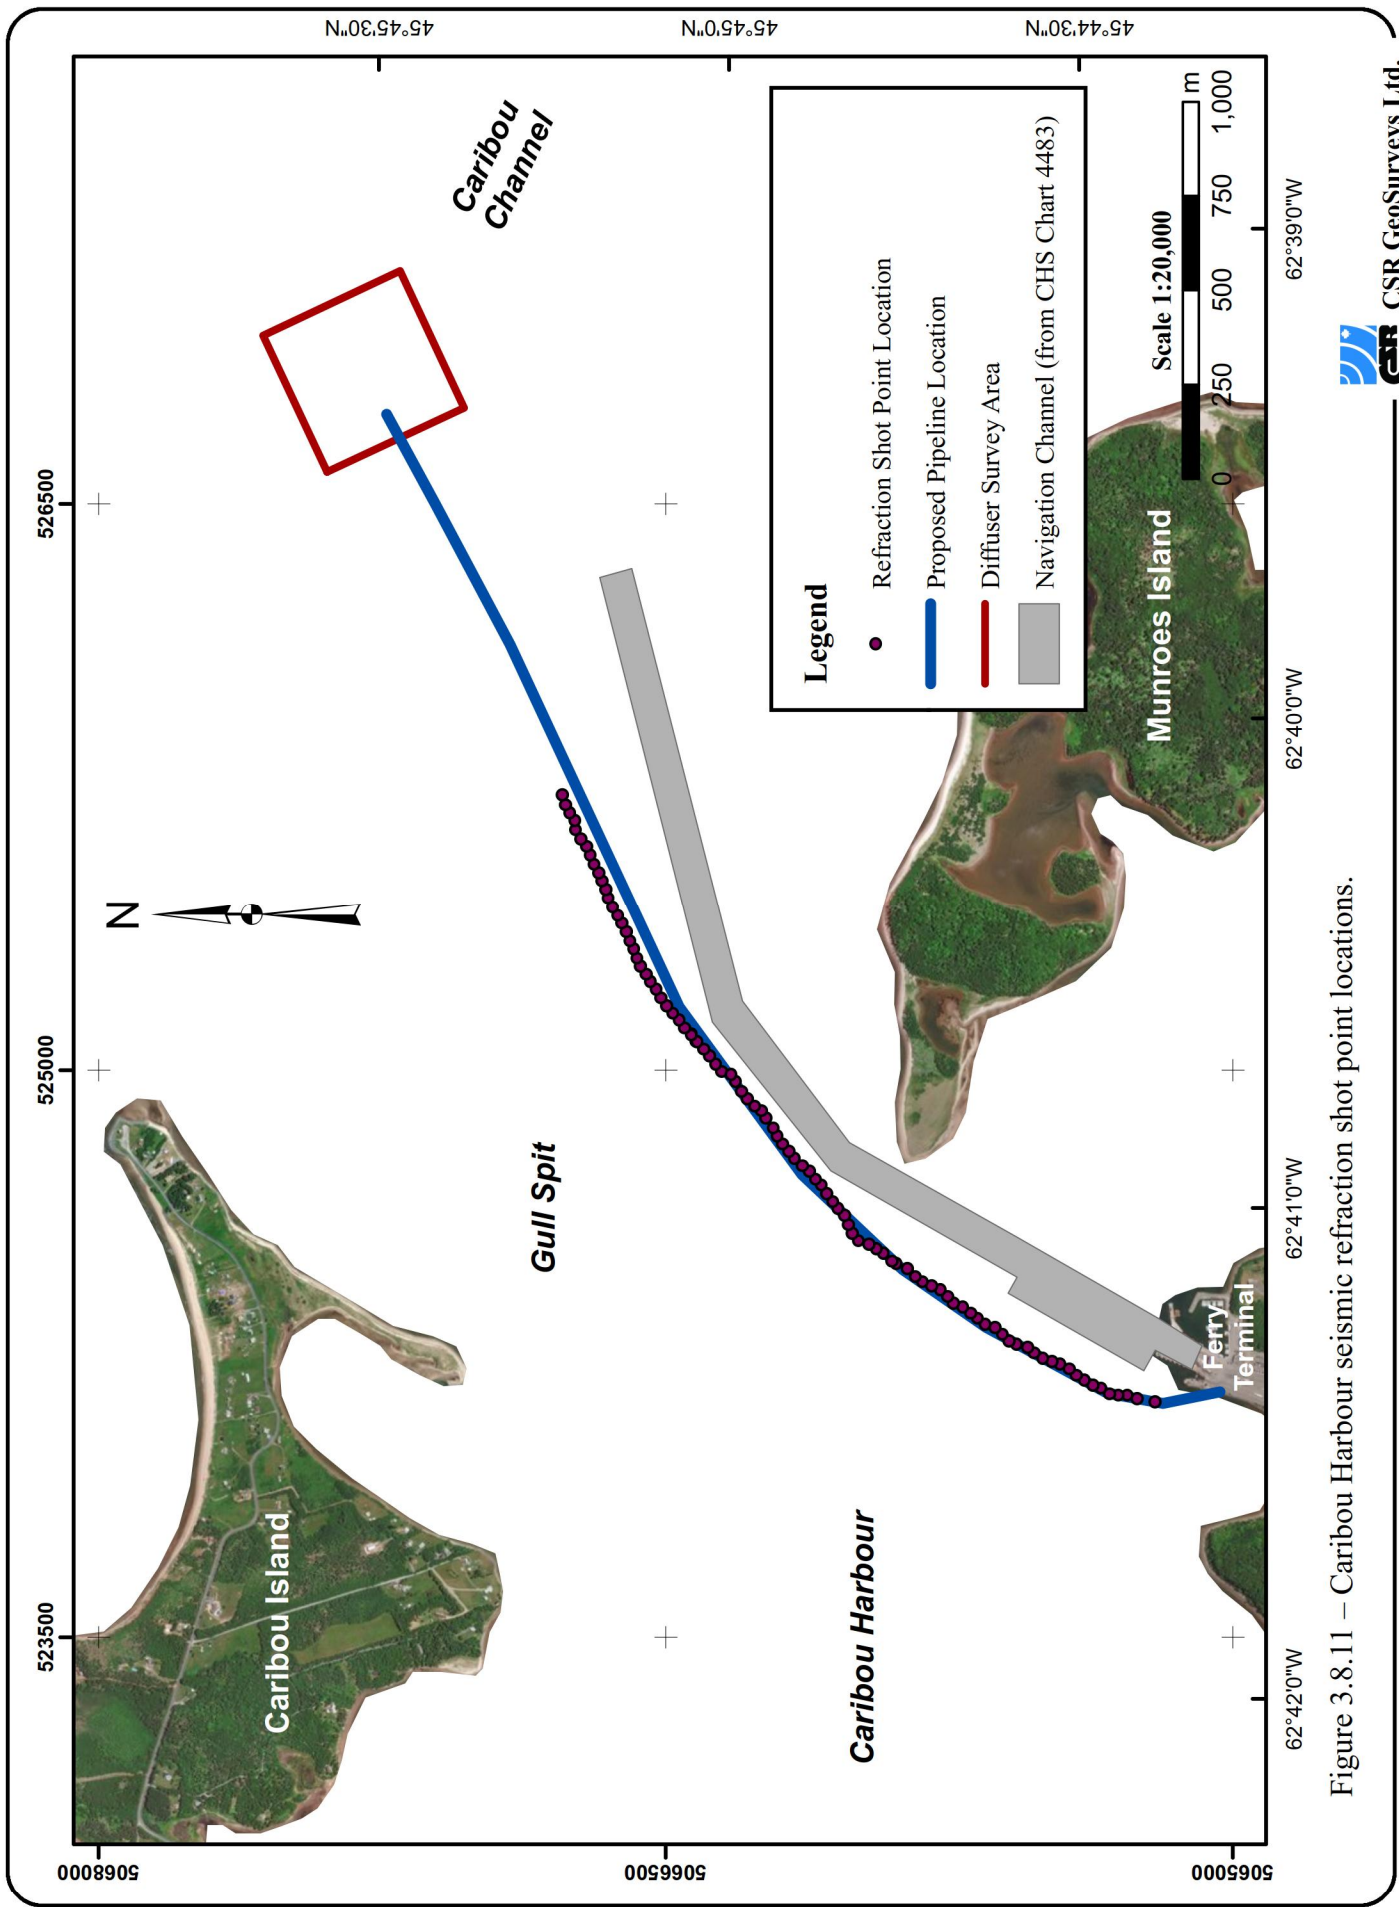 526500
525000
523500
5068000
5066500
5065000
45°45'30"N
45°45'0"N
45°44'30"N
62°42'0"W
62°41'0"W
62°40'0"W
62°39'0"W
N
Caribou
Channel
Gull Spit
Caribou Island
Caribou Harbour
Ferry
Terminal
Munroes Island
Legend
Refraction Shot Point Location
Proposed Pipeline Location
Diffuser Survey Area
Navigation Channel (from CHS Chart 4483)
Scale 1:20,000
0 250 500 750 1,000
m
Figure 3.8.11 – Caribou Harbour seismic refraction shot point locations.
CSR
CSR GeoSurveys Ltd.